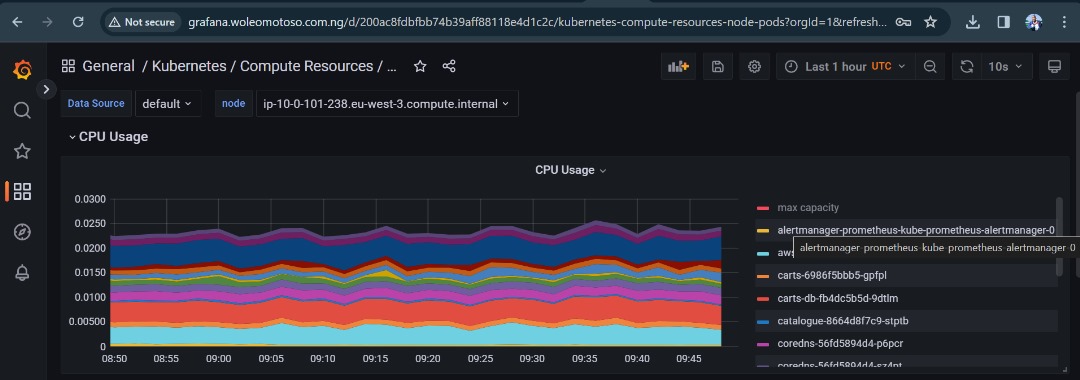 Not secure grafana.woleomotoso.com.ng/d/200ac8fdbfbb74b39aff88118e4d1c2c/kubernetes-compute-resources-node-pods?orgId=1&refresh...
General / Kubernetes / Compute Resources / ...
Last 1 hour UTC
10s
Data Source default node ip-10-0-101-238.eu-west-3.compute.internal
CPU Usage
CPU Usage
0.0300
0.0250
0.0200
0.0150
0.0100
0.00500
0
08:50 08:55 09:00 09:05 09:10 09:15 09:20 09:25 09:30 09:35 09:40 09:45
max capacity
alertmanager-prometheus-kube-prometheus-alertmanager-0
alertmanager-prometheus-kube-prometheus-alertmanager-0
aws
carts-6986f5bbb5-gpfpl
carts-db-fb4dc5b5d-9dtlm
catalogue-8664d8f7c9-stptb
coredns-56fd5894d4-p6pcr
coredns-56fd5894d4-sz4pt